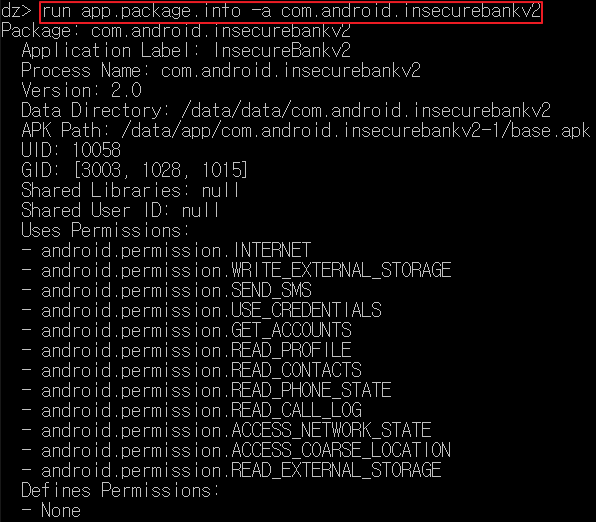 dz> run app.package.info -a com.android.insecurebankv2
Package: com.android.insecurebankv2
Application Label: InsecureBankv2
Process Name: com.android.insecurebankv2
Version: 2.0
Data Directory: /data/data/com.android.insecurebankv2
APK Path: /data/app/com.android.insecurebankv2-1/base.apk
UID: 10058
GID: [3003, 1028, 1015]
Shared Libraries: null
Shared User ID: null
Uses Permissions:
- android.permission.INTERNET
- android.permission.WRITE_EXTERNAL_STORAGE
- android.permission.SEND_SMS
- android.permission.USE_CREDENTIALS
- android.permission.GET_ACCOUNTS
- android.permission.READ_PROFILE
- android.permission.READ_CONTACTS
- android.permission.READ_PHONE_STATE
- android.permission.READ_CALL_LOG
- android.permission.ACCESS_NETWORK_STATE
- android.permission.ACCESS_COARSE_LOCATION
- android.permission.READ_EXTERNAL_STORAGE
Defines Permissions:
- None